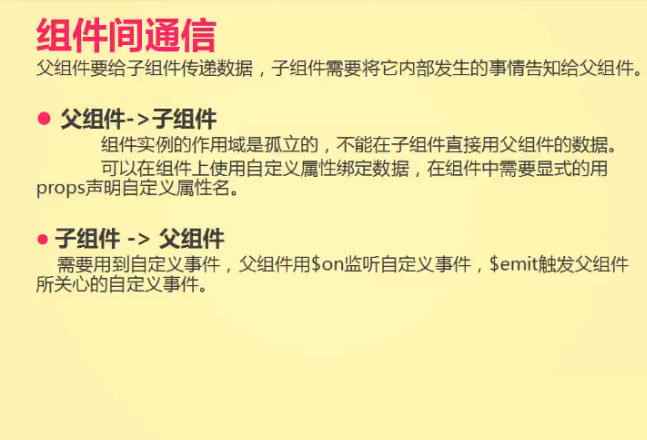 组件间通信
父组件要给子组件传递数据，子组件需要将它内部发生的事情告知给父组件。
父组件->子组件
组件实例的作用域是孤立的，不能在子组件直接用父组件的数据。
可以在组件上使用自定义属性绑定数据，在组件中需要显式的用
props声明自定义属性名。
子组件 -> 父组件
需要用到自定义事件，父组件用$on监听自定义事件，$emit触发父组件
所关心的自定义事件。